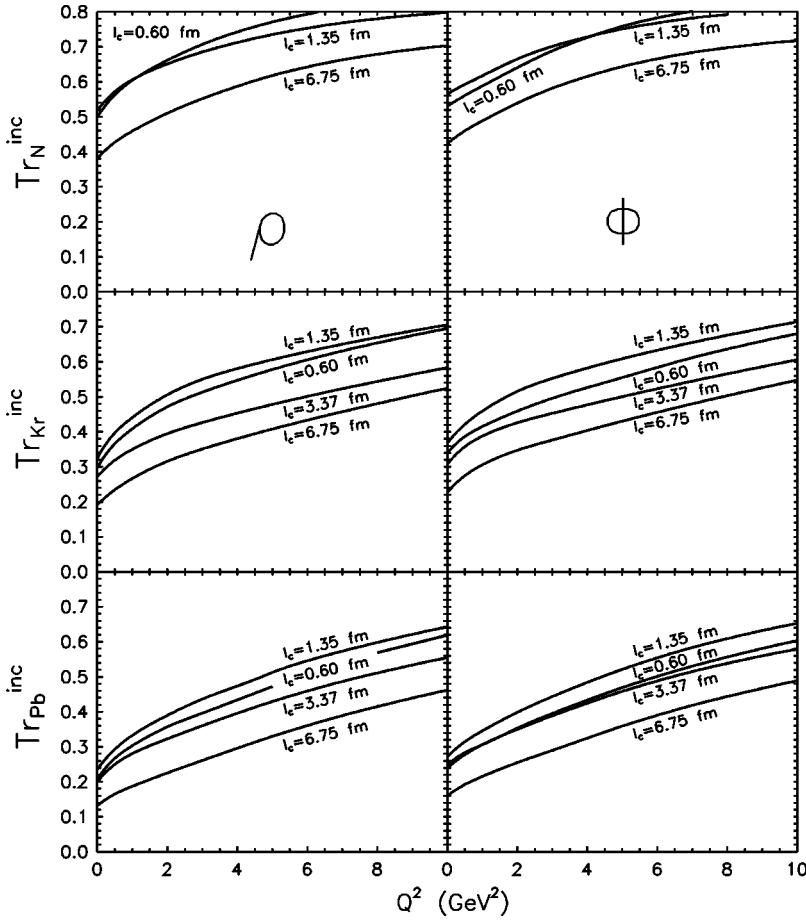 0.8
0.7
0.6
0.5
0.4
0.3
0.2
0.1
0.0
Tr_N^inc
l_c=0.60 fm
l_c=1.35 fm
l_c=6.75 fm
ρ
l_c=1.35 fm
l_c=0.60 fm
l_c=6.75 fm
Φ
0.7
0.6
0.5
0.4
0.3
0.2
0.1
0.0
Tr_Kr^inc
l_c=1.35 fm
l_c=0.60 fm
l_c=3.37 fm
l_c=6.75 fm
l_c=1.35 fm
l_c=0.60 fm
l_c=3.37 fm
l_c=6.75 fm
0.7
0.6
0.5
0.4
0.3
0.2
0.1
0.0
Tr_Pb^inc
l_c=1.35 fm
l_c=0.60 fm
l_c=3.37 fm
l_c=6.75 fm
l_c=1.35 fm
l_c=0.60 fm
l_c=3.37 fm
l_c=6.75 fm
0 2 4 6 8 0 2 4 6 8 10
Q² (GeV²)